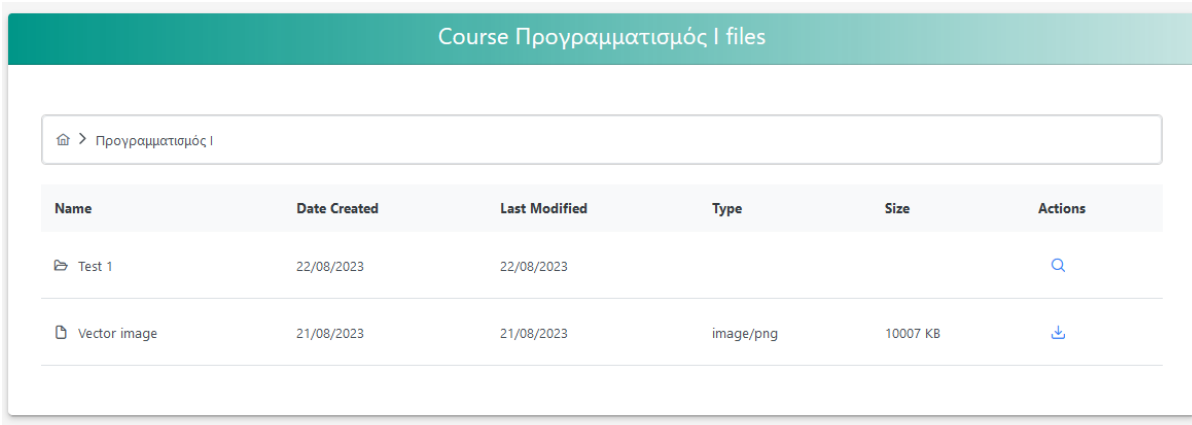 Course Προγραμματισμός Ι files
Προγραμματισμός Ι
Name Date Created Last Modified Type Size Actions
Test 1 22/08/2023 22/08/2023
Vector image 21/08/2023 21/08/2023 image/png 10007 KB